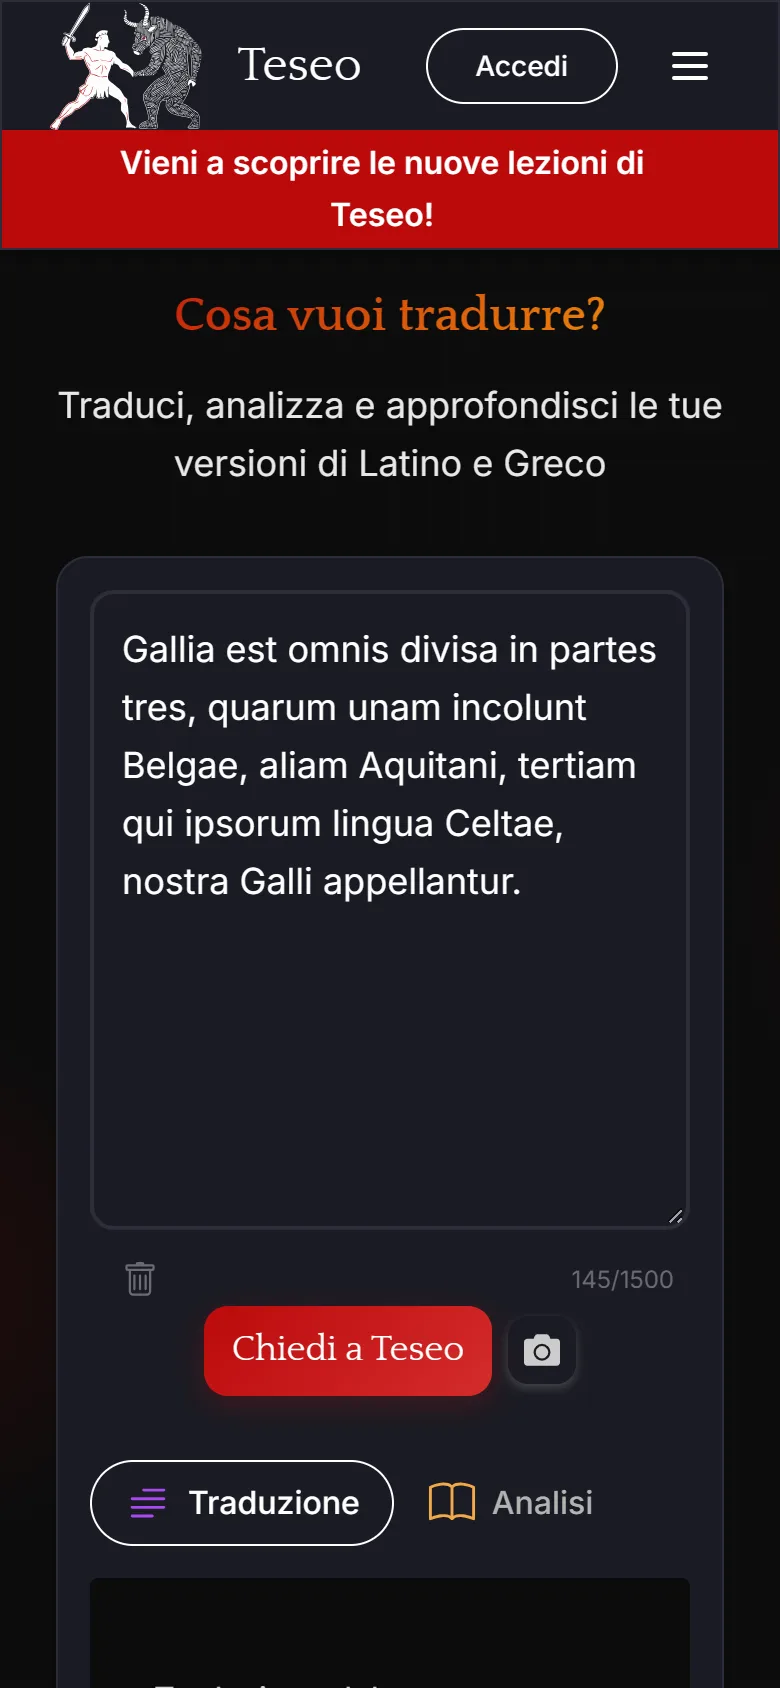 Teseo
Accedi
Vieni a scoprire le nuove lezioni di
Teseo!
Cosa vuoi tradurre?
Traduci, analizza e approfondisci le tue
versioni di Latino e Greco
Gallia est omnis divisa in partes
tres, quarum unam incolunt
Belgae, aliam Aquitani, tertiam
qui ipsorum lingua Celtae,
nostra Galli appellantur.
145/1500
Chiedi a Teseo
Traduzione
Analisi